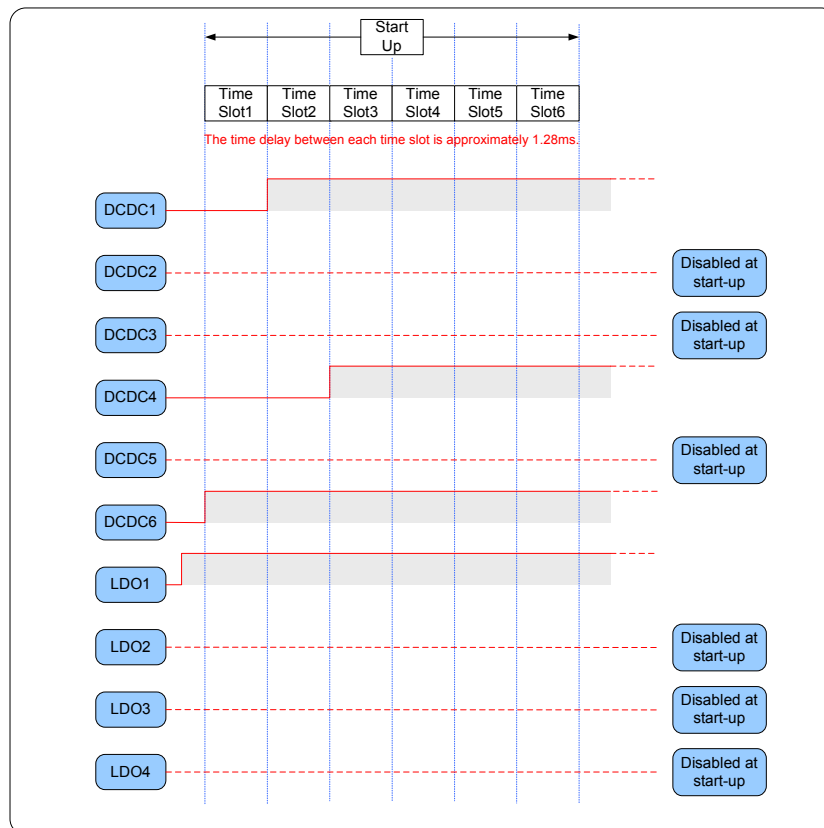 Start
Up
Time
Slot1
Time
Slot2
Time
Slot3
Time
Slot4
Time
Slot5
Time
Slot6
The time delay between each time slot is approximately 1.28ms.
DCDC1
DCDC2
Disabled at
start-up
DCDC3
Disabled at
start-up
DCDC4
DCDC5
Disabled at
start-up
DCDC6
LDO1
LDO2
Disabled at
start-up
LDO3
Disabled at
start-up
LDO4
Disabled at
start-up